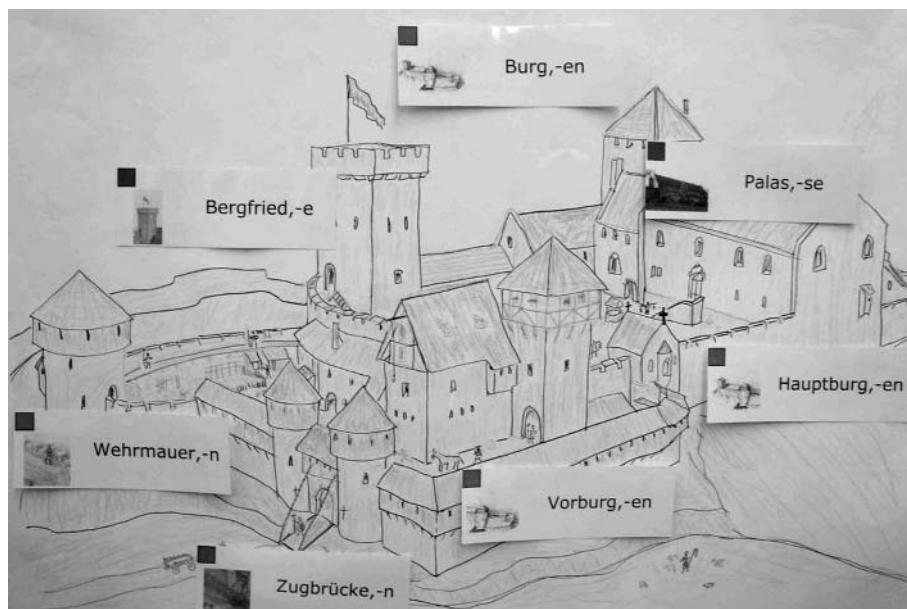 Burg,-en
Bergfried,-e
Palas,-se
Hauptburg,-en
Wehrmauer,-n
Vorburg,-en
Zugbrücke,-n